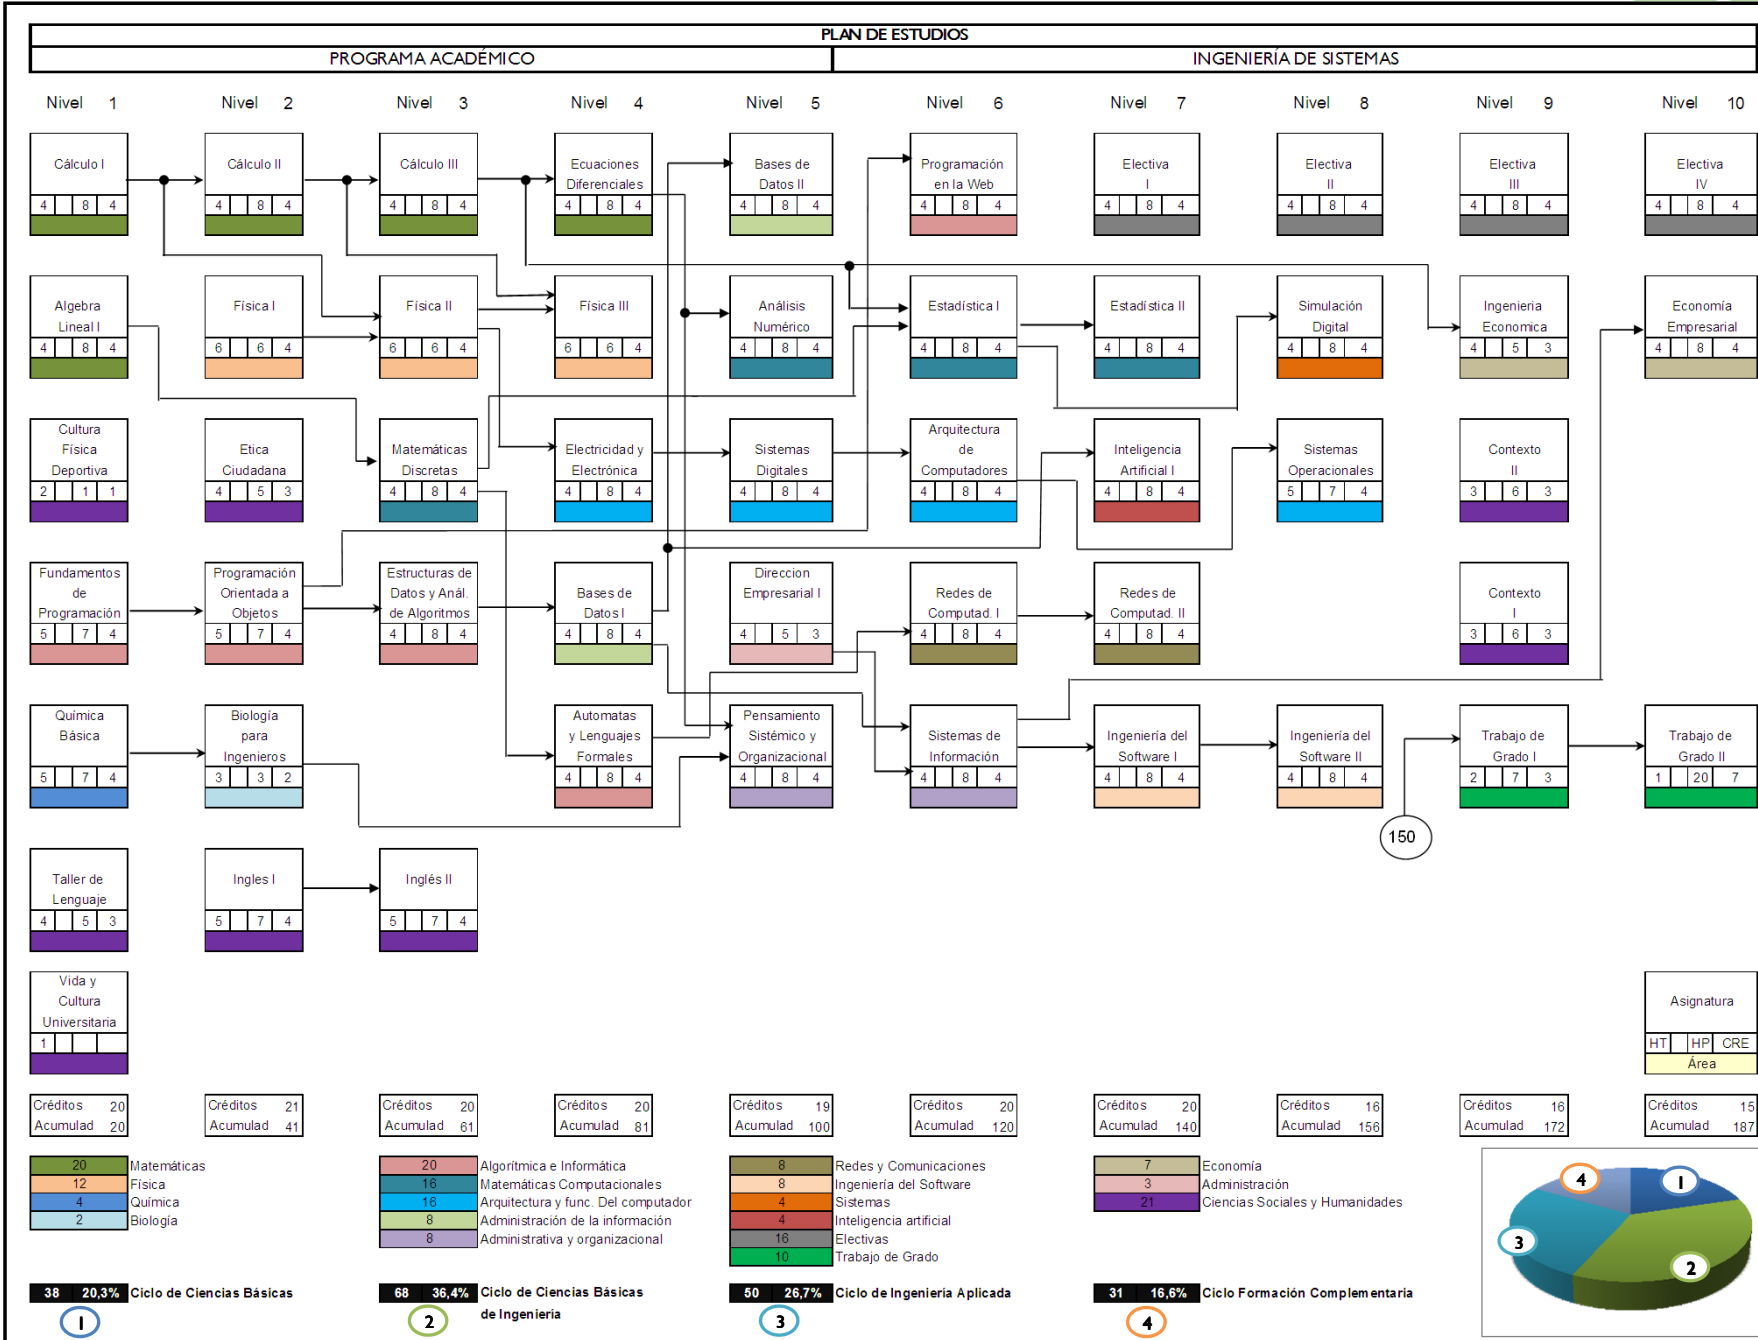 PLAN DE ESTUDIOS
PROGRAMA ACADÉMICO INGENIERÍA DE SISTEMAS
Nivel 1 Nivel 2 Nivel 3 Nivel 4 Nivel 5 Nivel 6 Nivel 7 Nivel 8 Nivel 9 Nivel 10
Cálculo I
4 8 4
Cálculo II
4 8 4
Cálculo III
4 8 4
Ecuaciones
Diferenciales
4 8 4
Bases de
Datos II
4 8 4
Programación
en la Web
4 8 4
Electiva
I
4 8 4
Electiva
II
4 8 4
Electiva
III
4 8 4
Electiva
IV
4 8 4
Algebra
Lineal I
4 8 4
Física I
6 6 4
Física II
6 6 4
Física III
6 6 4
Análisis
Numérico
4 8 4
Estadística I
4 8 4
Estadística II
4 8 4
Simulación
Digital
4 8 4
Ingenieria
Economica
4 5 3
Economía
Empresarial
4 8 4
Cultura
Física
Deportiva
2 1 1
Etica
Ciudadana
4 5 3
Matemáticas
Discretas
4 8 4
Electricidad y
Electrónica
4 8 4
Sistemas
Digitales
4 8 4
Arquitectura
de
Computadores
4 8 4
Inteligencia
Artificial I
4 8 4
Sistemas
Operacionales
5 7 4
Contexto
II
3 6 3
Fundamentos
de
Programación
5 7 4
Programación
Orientada a
Objetos
5 7 4
Estructuras de
Datos y Anál.
de Algoritmos
4 8 4
Bases de
Datos I
4 8 4
Direccion
Empresarial I
4 5 3
Redes de
Computad. I
4 8 4
Redes de
Computad. II
4 8 4
Contexto
I
3 6 3
Química
Básica
5 7 4
Biología
para
Ingenieros
3 3 2
Automatas
y Lenguajes
Formales
4 8 4
Pensamiento
Sistémico y
Organizacional
4 8 4
Sistemas de
Información
4 8 4
Ingeniería del
Software I
4 8 4
Ingeniería del
Software II
4 8 4
Trabajo de
Grado I
2 7 3
Trabajo de
Grado II
1 20 7
150
Taller de
Lenguaje
4 5 3
Ingles I
5 7 4
Inglés II
5 7 4
Vida y
Cultura
Universitaria
1
Asignatura
HT HP CRE
Área
Créditos 20
Acumulad 20
Créditos 21
Acumulad 41
Créditos 20
Acumulad 61
Créditos 20
Acumulad 81
Créditos 19
Acumulad 100
Créditos 20
Acumulad 120
Créditos 20
Acumulad 140
Créditos 16
Acumulad 156
Créditos 16
Acumulad 172
Créditos 15
Acumulad 187
20 Matemáticas
12 Física
4 Química
2 Biología
20 Algorítmica e Informática
16 Matemáticas Computacionales
16 Arquitectura y func. Del computador
8 Administración de la información
8 Administrativa y organizacional
8 Redes y Comunicaciones
8 Ingeniería del Software
4 Sistemas
4 Inteligencia artificial
16 Electivas
10 Trabajo de Grado
7 Economía
3 Administración
21 Ciencias Sociales y Humanidades
4 1
3
2
38 20,3% Ciclo de Ciencias Básicas
1
68 36,4% Ciclo de Ciencias Básicas
de Ingeniería
2
50 26,7% Ciclo de Ingeniería Aplicada
3
31 16,6% Ciclo Formación Complementaria
4